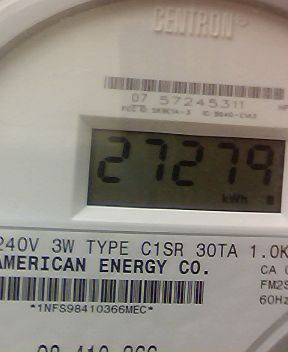 CENTRON®
07 57245311
27279
kWh
240V 3W TYPE C1SR 30TA 1.0K
AMERICAN ENERGY CO.
CA
FM2S
60Hz
*1NFS98410366MEC*